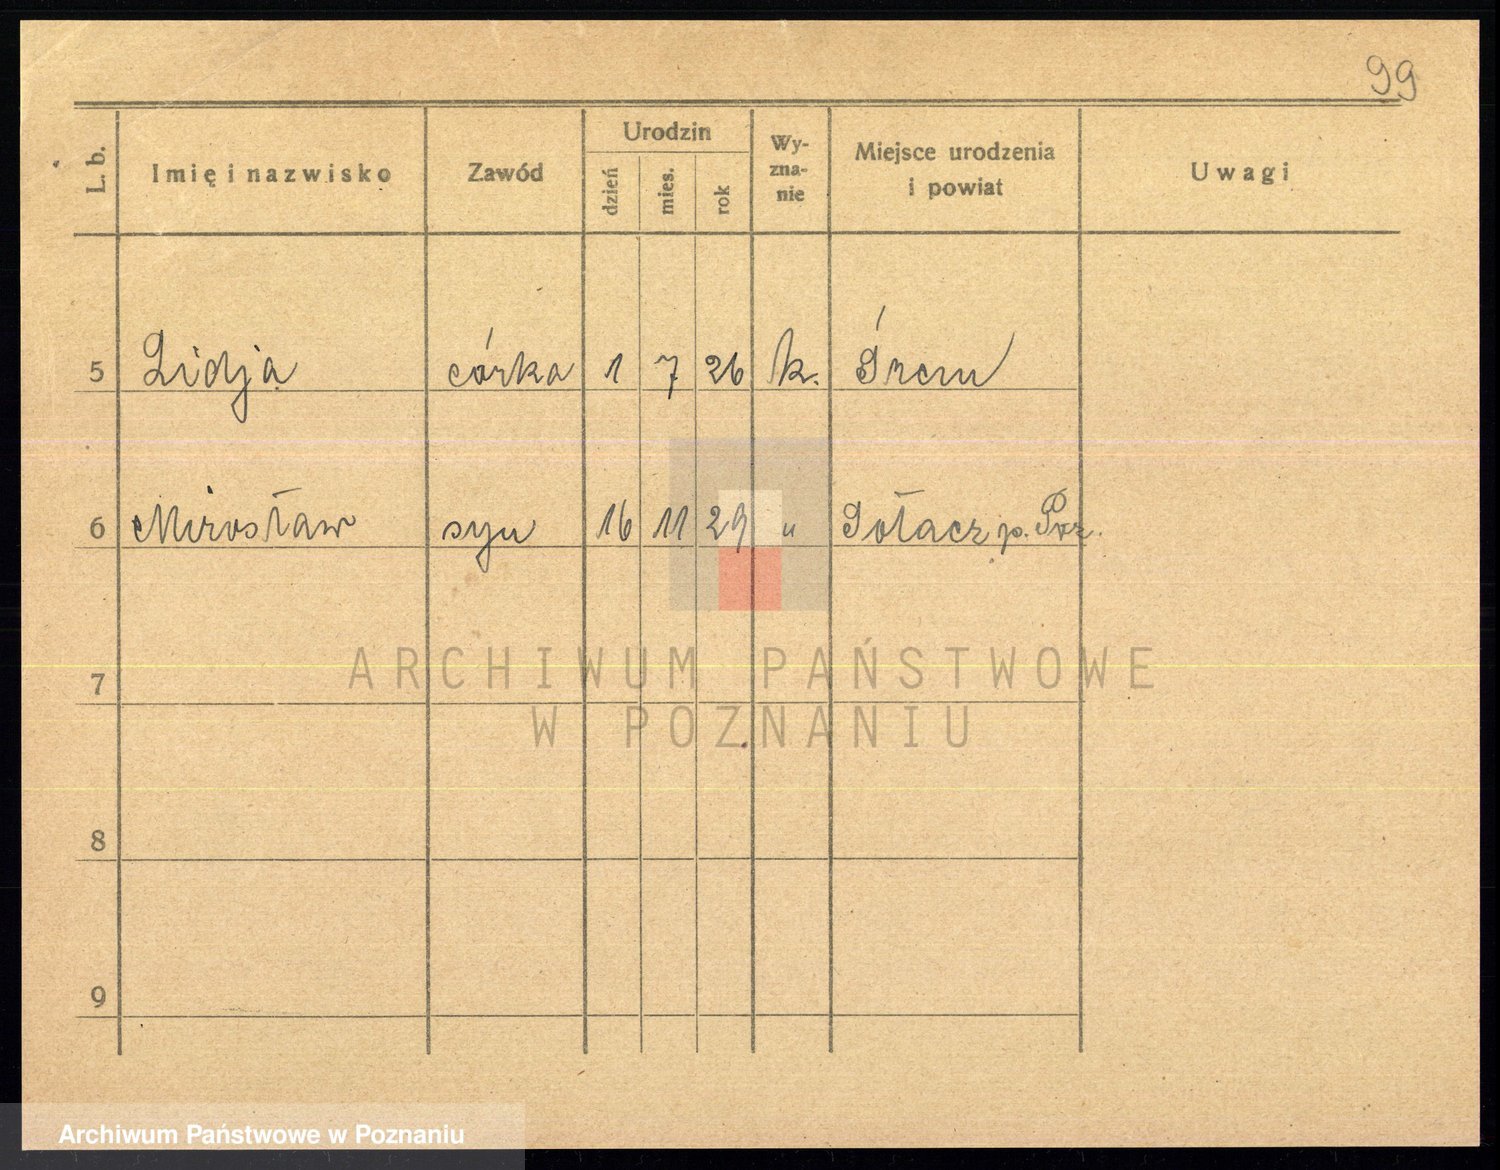 99
L. b. Imię i nazwisko Zawód Urodzin dzień mies. rok Wy-zna-nie Miejsce urodzenia i powiat Uwagi
5 Lidja córka 1 7 26 k. Śrem
6 Mirosław syn 16 11 29 " Sołacz p. Pozn.
7
8
9
ARCHIWUM PAŃSTWOWE
W POZNANIU
Archiwum Państwowe w Poznaniu